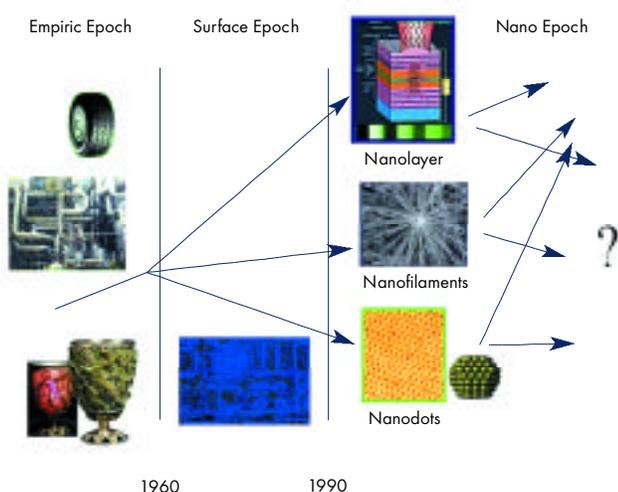 Empiric Epoch
Surface Epoch
Nano Epoch
Nanolayer
Nanofilaments
?
Nanodots
1960
1990